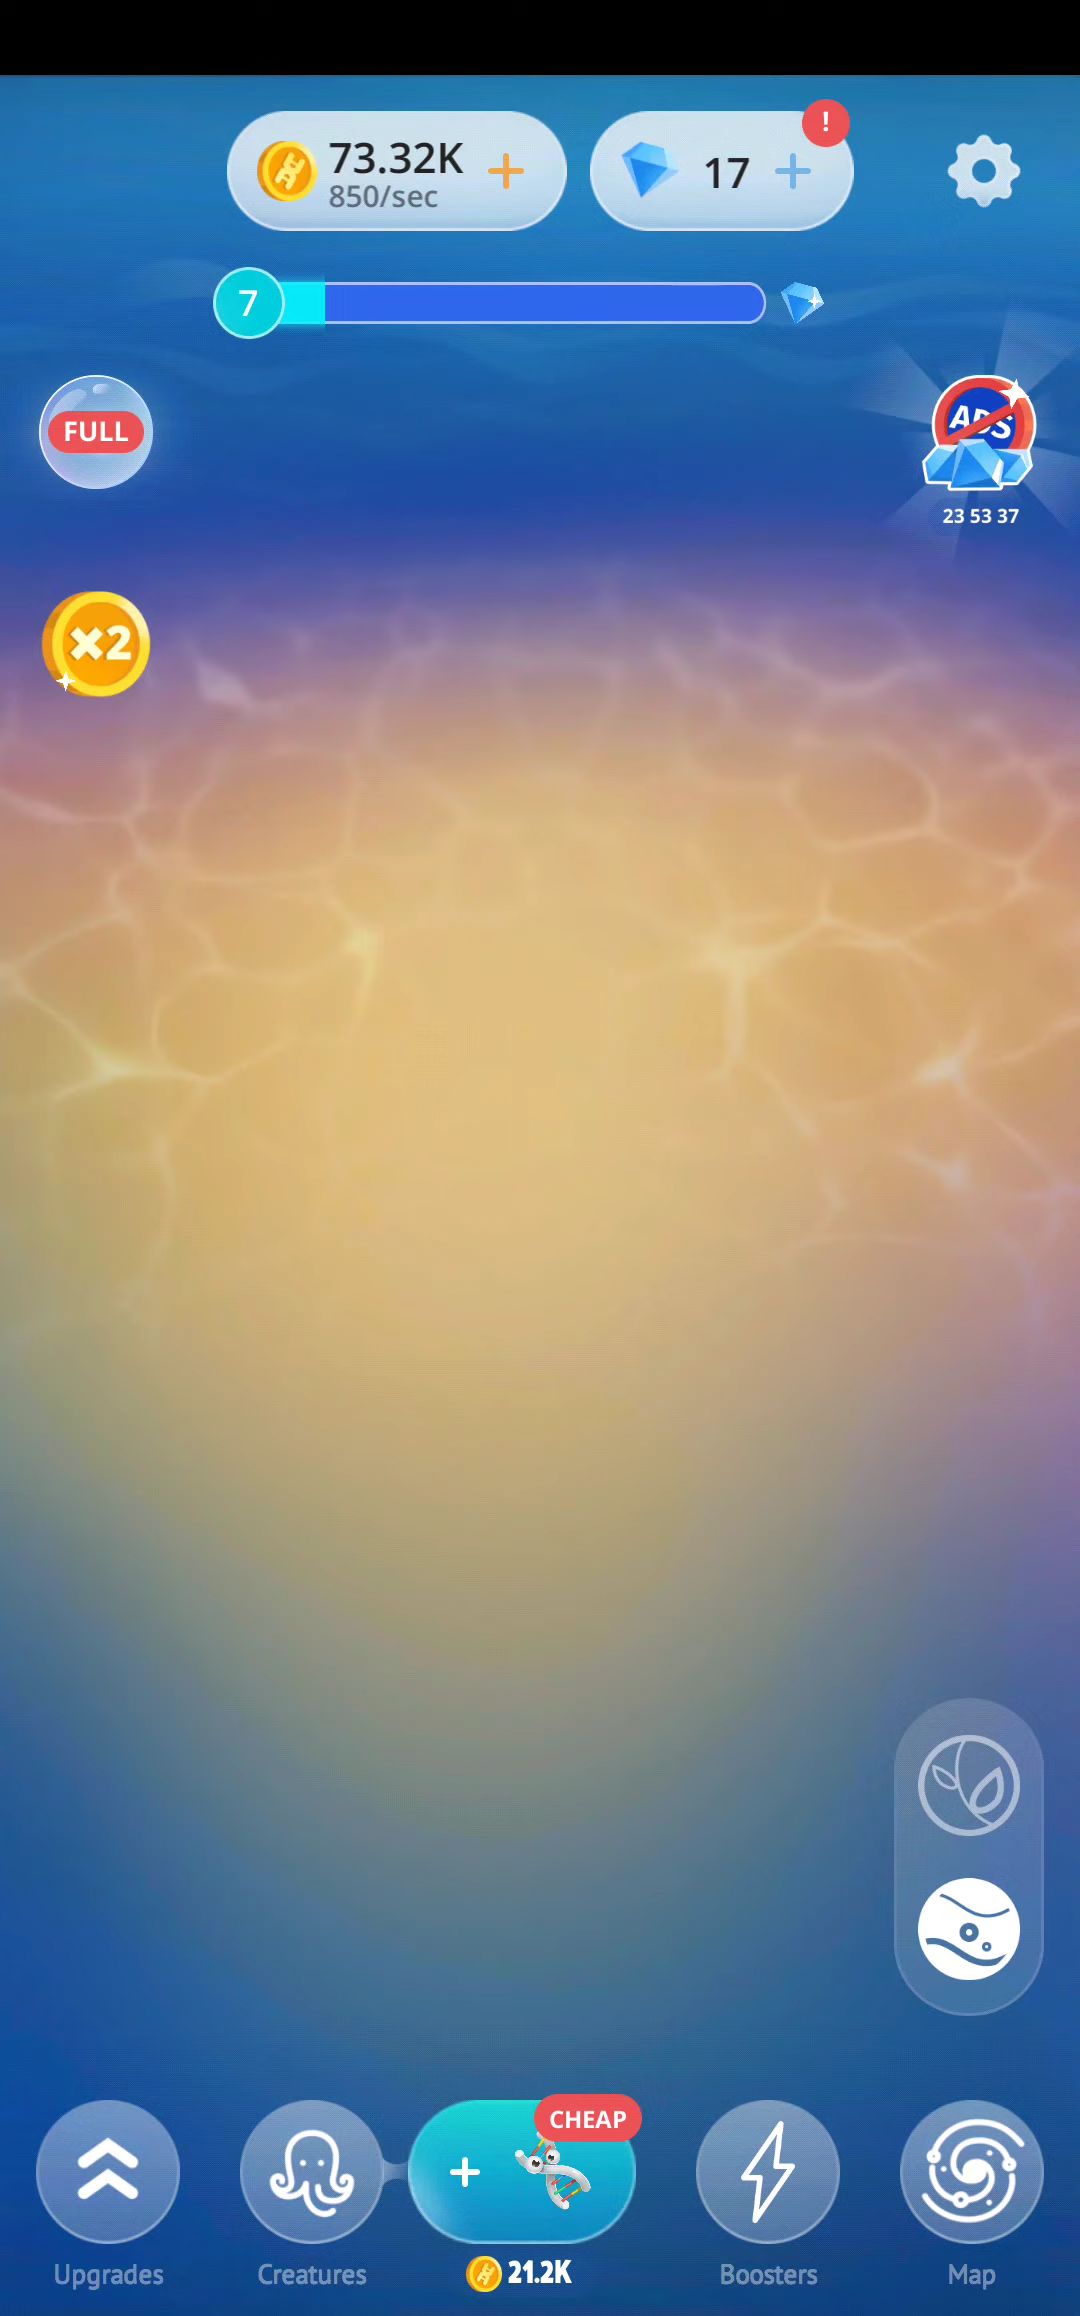 73.32K
850/sec
17
!
7
FULL
ADS
23 53 37
×2
CHEAP
+
21.2K
Upgrades
Creatures
Boosters
Map